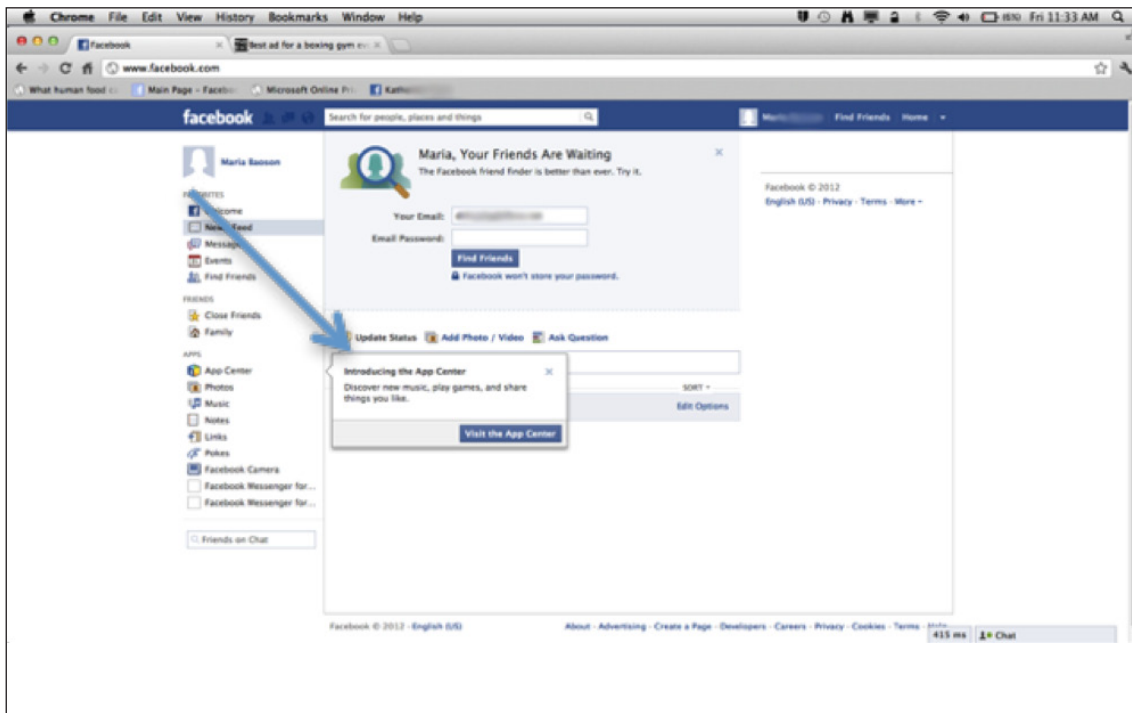 Chrome File Edit View History Bookmarks Window Help
Fri 11:33 AM
Facebook
Best ad for a boxing gym
www.facebook.com
What human food
Main Page - Facebo
Microsoft Online Pri
facebook
Search for people, places and things
Find Friends Home
Maria
Maria, Your Friends Are Waiting
The Facebook friend finder is better than ever. Try it.
Your Email:
Email Password:
Find Friends
Facebook won't store your password.
Facebook © 2012
English (US) · Privacy · Terms · More
Welcome
News Feed
Messages
Events
Find Friends
FRIENDS
Close Friends
Family
APPS
App Center
Photos
Music
Notes
Links
Pokes
Facebook Camera
Facebook Messenger for...
Facebook Messenger for...
Friends on Chat
Update Status Add Photo / Video Ask Question
Introducing the App Center
Discover new music, play games, and share
things you like.
Visit the App Center
SORT
Edit Options
Facebook © 2012 · English (US)
About · Advertising · Create a Page · Developers · Careers · Privacy · Cookies · Terms · Help
415 ms
Chat